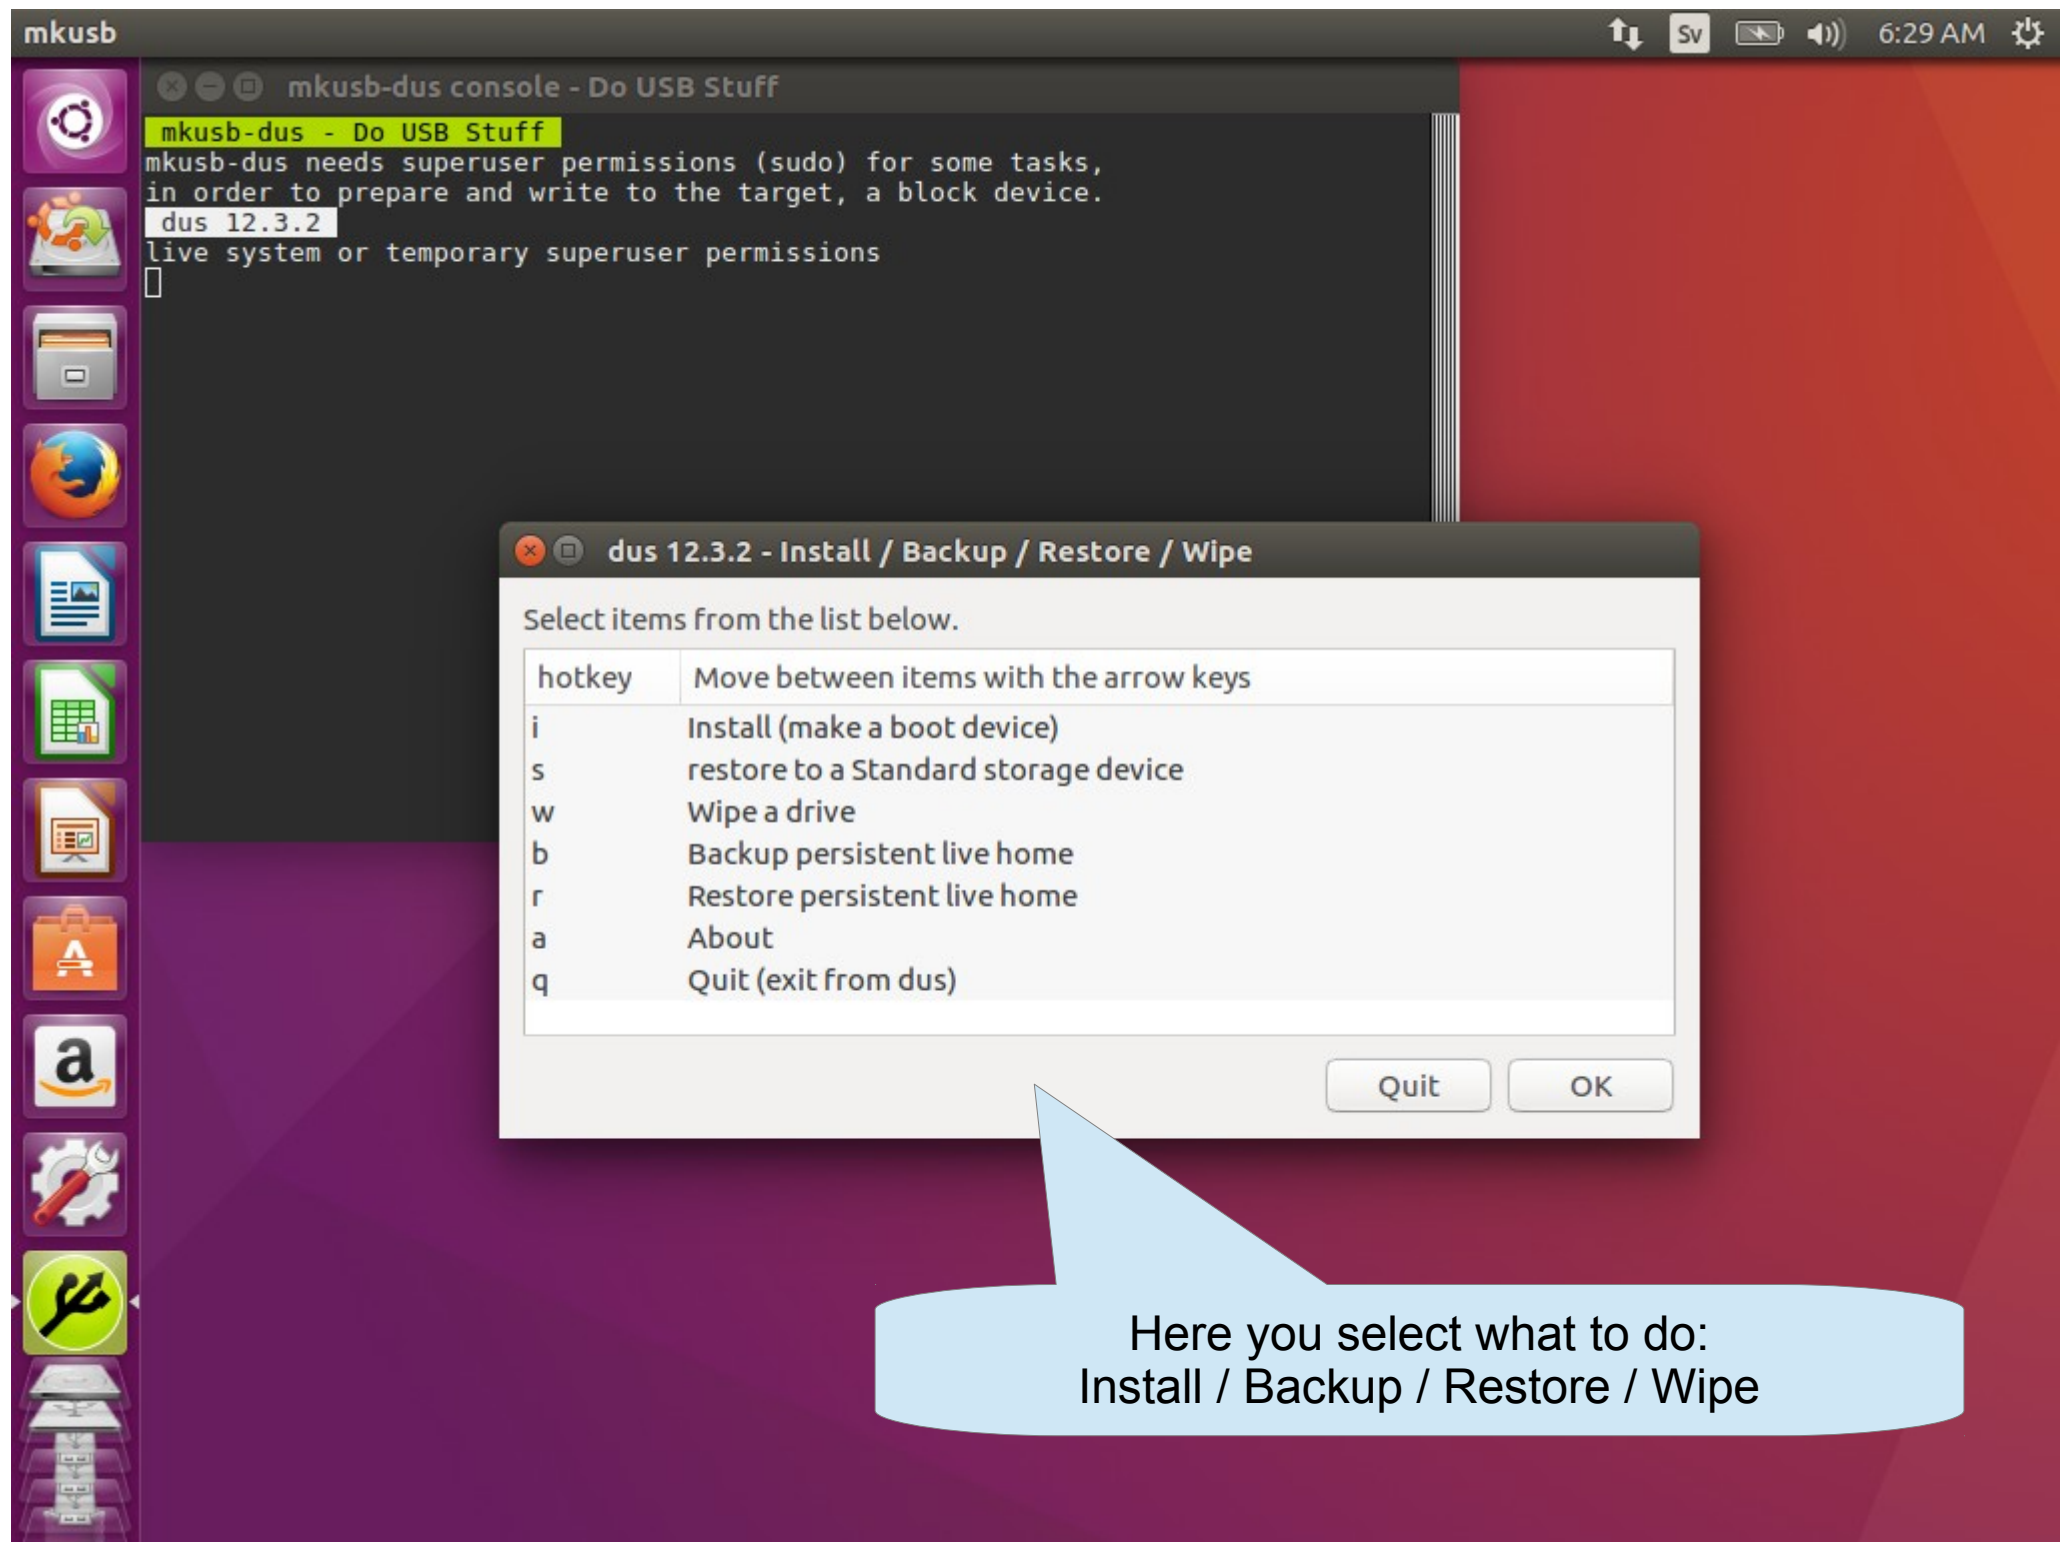 mkusb
Sv
6:29 AM
mkusb-dus console - Do USB Stuff
mkusb-dus - Do USB Stuff
mkusb-dus needs superuser permissions (sudo) for some tasks,
in order to prepare and write to the target, a block device.
dus 12.3.2
live system or temporary superuser permissions
dus 12.3.2 - Install / Backup / Restore / Wipe
Select items from the list below.
hotkey Move between items with the arrow keys
i Install (make a boot device)
s restore to a Standard storage device
w Wipe a drive
b Backup persistent live home
r Restore persistent live home
a About
q Quit (exit from dus)
Quit OK
Here you select what to do:
Install / Backup / Restore / Wipe